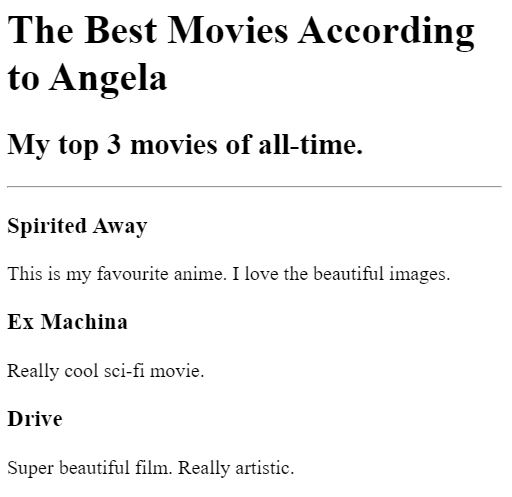 The Best Movies According
to Angela
My top 3 movies of all-time.
Spirited Away
This is my favourite anime. I love the beautiful images.
Ex Machina
Really cool sci-fi movie.
Drive
Super beautiful film. Really artistic.